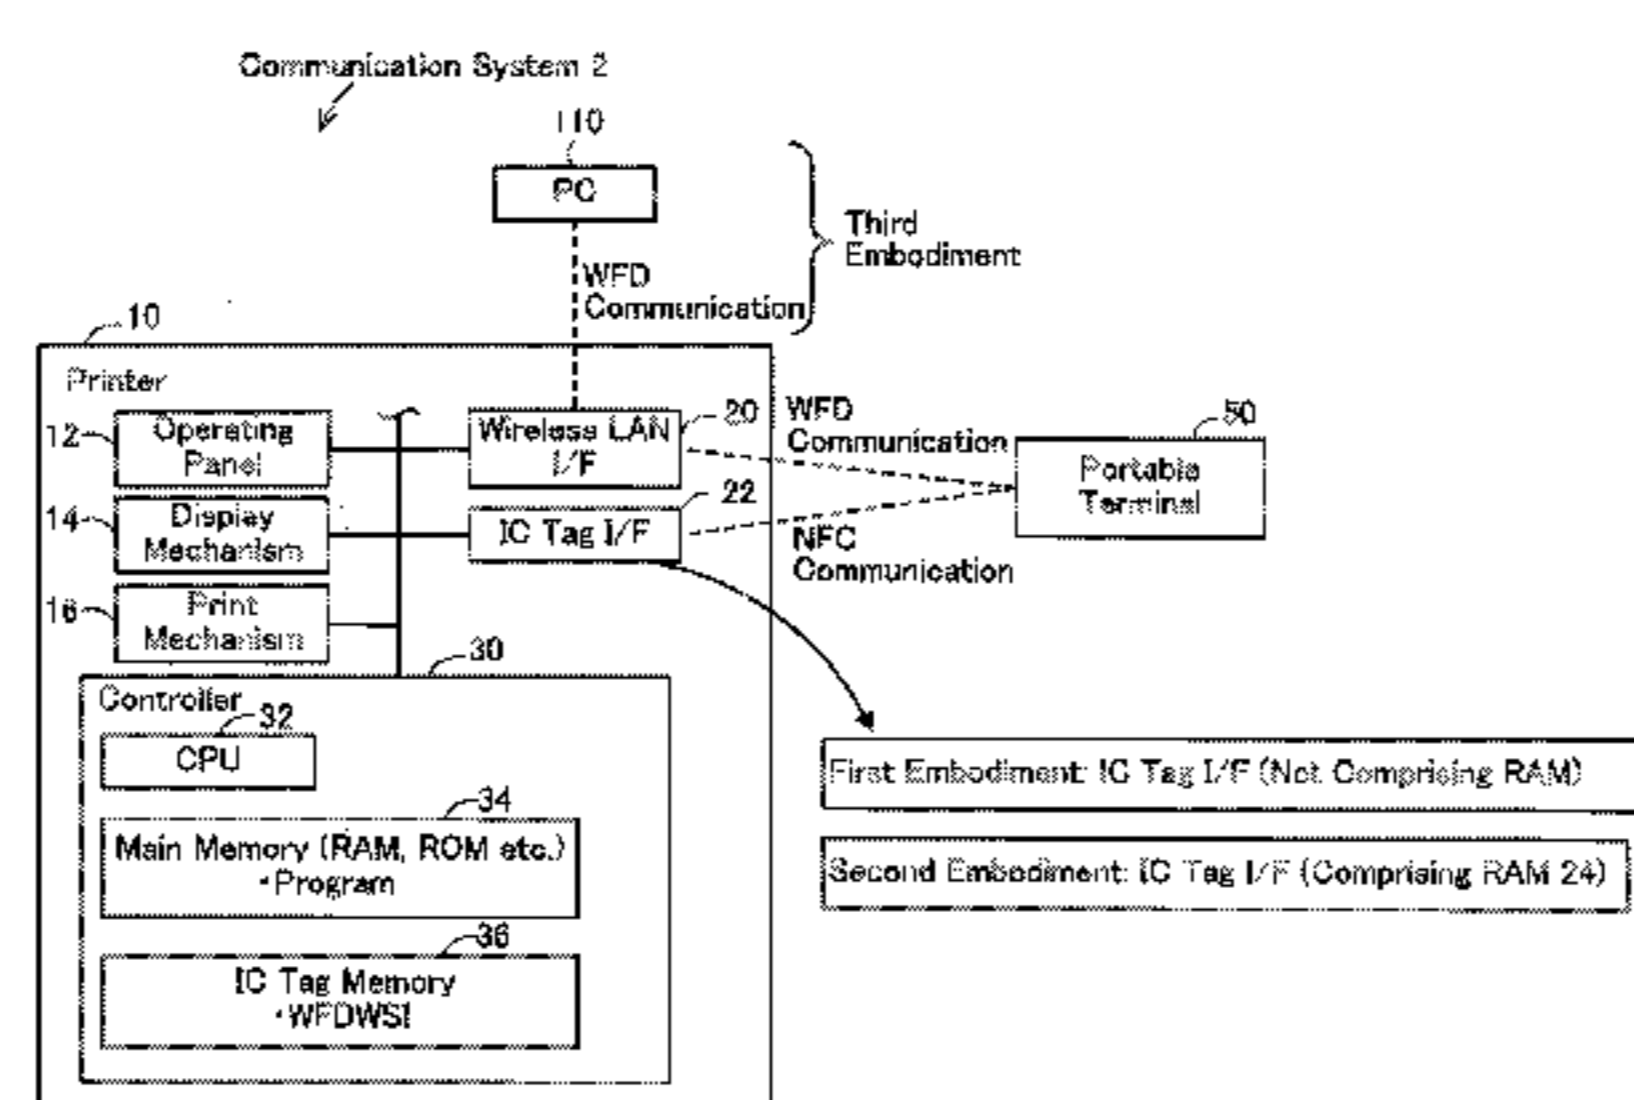 Communication System 2
110
PC
Third
Embodiment
WFD
Communication
10
Printer
12
Operating
Panel
Wireless LAN
I/F
20
WFD
Communication
50
Portable
Terminal
14
Display
Mechanism
IC Tag I/F
22
NFC
Communication
16
Print
Mechanism
30
Controller
32
CPU
First Embodiment: IC Tag I/F (Not Comprising RAM)
34
Main Memory (RAM, ROM etc.)
・Program
Second Embodiment: IC Tag I/F (Comprising RAM 24)
36
IC Tag Memory
・WFDWSI